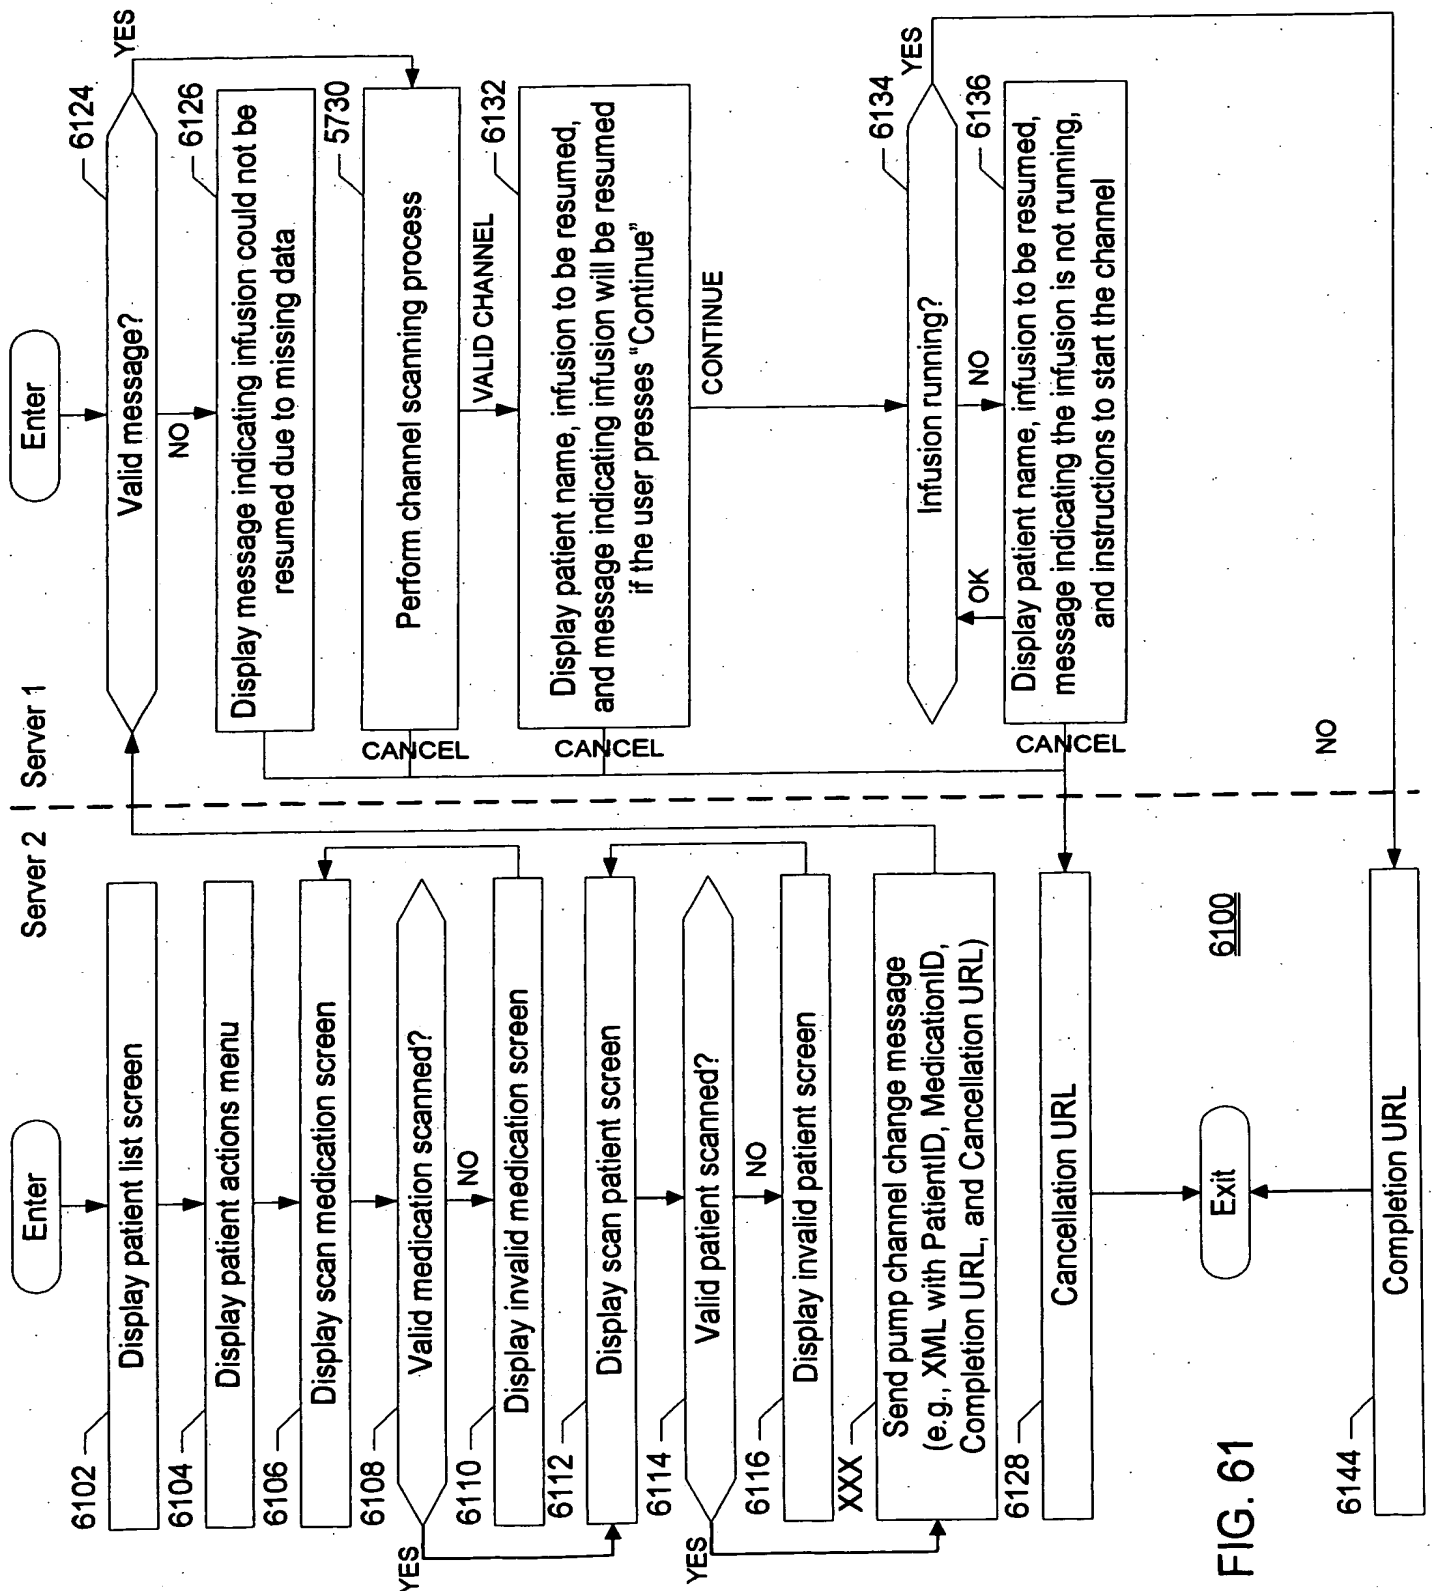 Server 2
Server 1
Enter
6102
Display patient list screen
6104
Display patient actions menu
6106
Display scan medication screen
6108
Valid medication scanned?
YES
NO
6110
Display invalid medication screen
6112
Display scan patient screen
6114
Valid patient scanned?
YES
NO
6116
Display invalid patient screen
XXX
Send pump channel change message
(e.g., XML with PatientID, MedicationID,
Completion URL, and Cancellation URL)
6128
Cancellation URL
Exit
6144
Completion URL
FIG. 61
6100
Enter
6124
Valid message?
YES
NO
6126
Display message indicating infusion could not be
resumed due to missing data
5730
Perform channel scanning process
CANCEL
VALID CHANNEL
6132
Display patient name, infusion to be resumed,
and message indicating infusion will be resumed
if the user presses “Continue”
CANCEL
CONTINUE
6134
Infusion running?
YES
NO
OK
6136
Display patient name, infusion to be resumed,
message indicating the infusion is not running,
and instructions to start the channel
CANCEL
NO